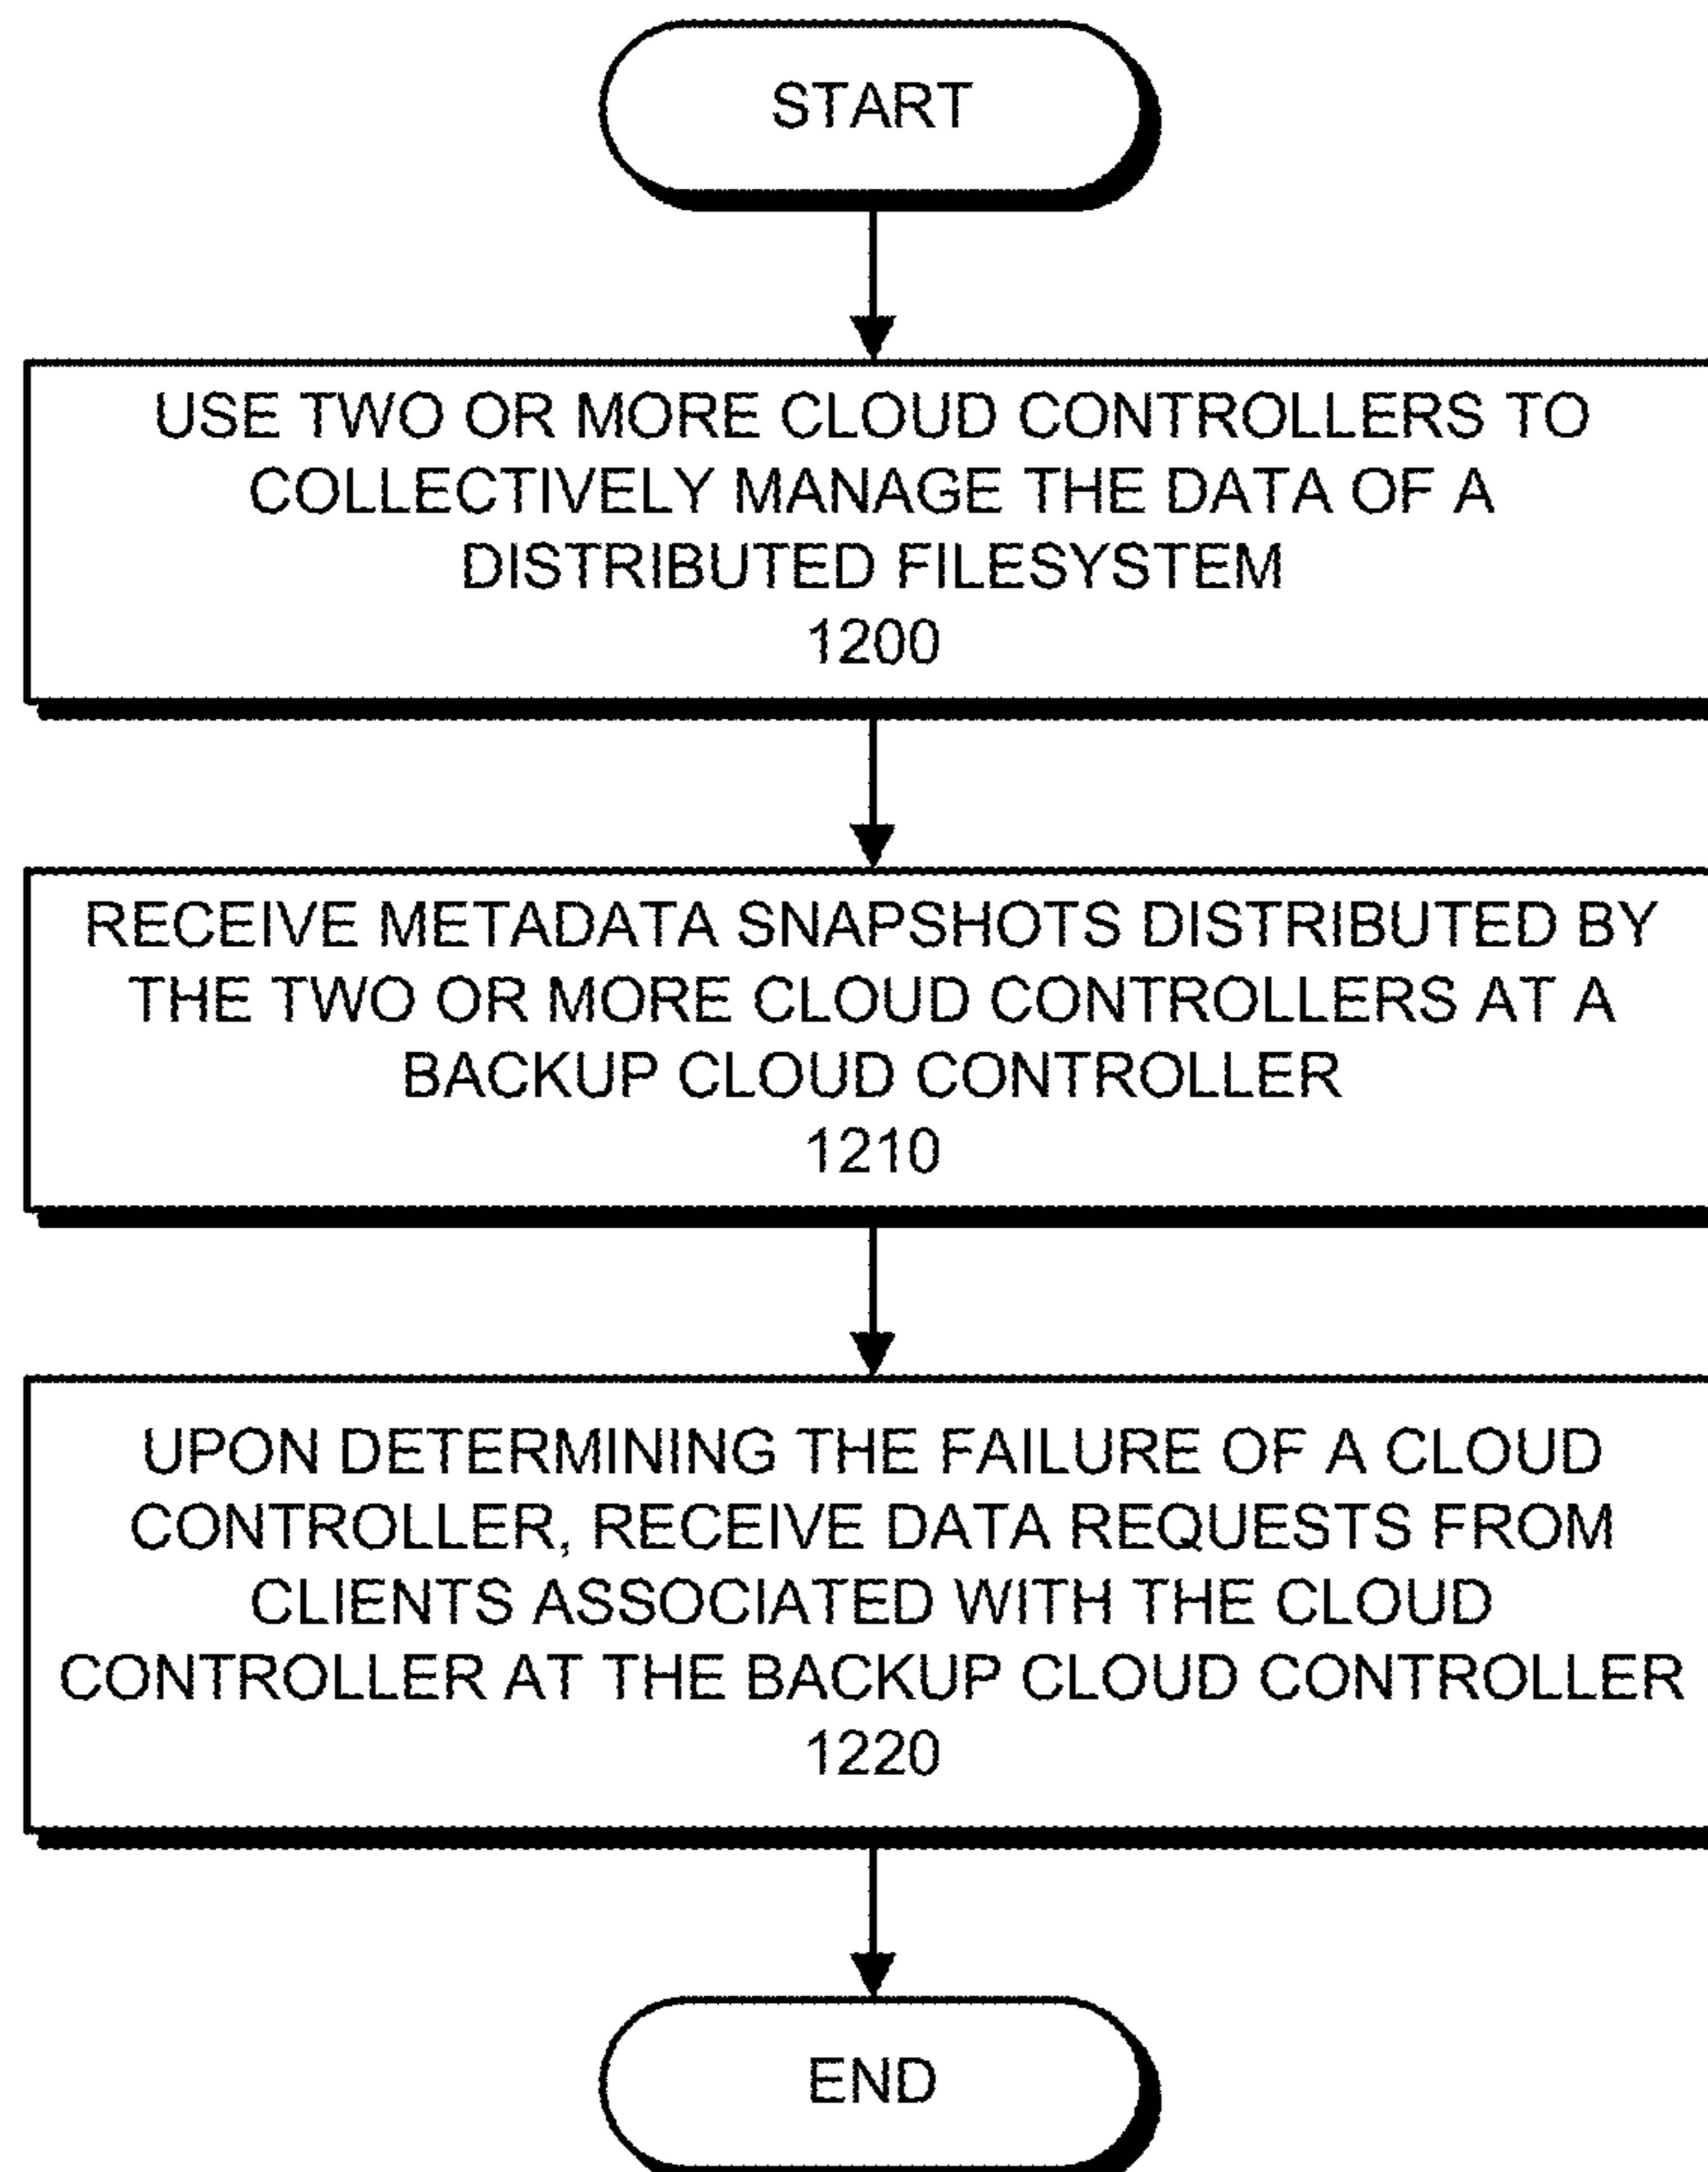 START
USE TWO OR MORE CLOUD CONTROLLERS TO
COLLECTIVELY MANAGE THE DATA OF A
DISTRIBUTED FILESYSTEM
1200
RECEIVE METADATA SNAPSHOTS DISTRIBUTED BY
THE TWO OR MORE CLOUD CONTROLLERS AT A
BACKUP CLOUD CONTROLLER
1210
UPON DETERMINING THE FAILURE OF A CLOUD
CONTROLLER, RECEIVE DATA REQUESTS FROM
CLIENTS ASSOCIATED WITH THE CLOUD
CONTROLLER AT THE BACKUP CLOUD CONTROLLER
1220
END